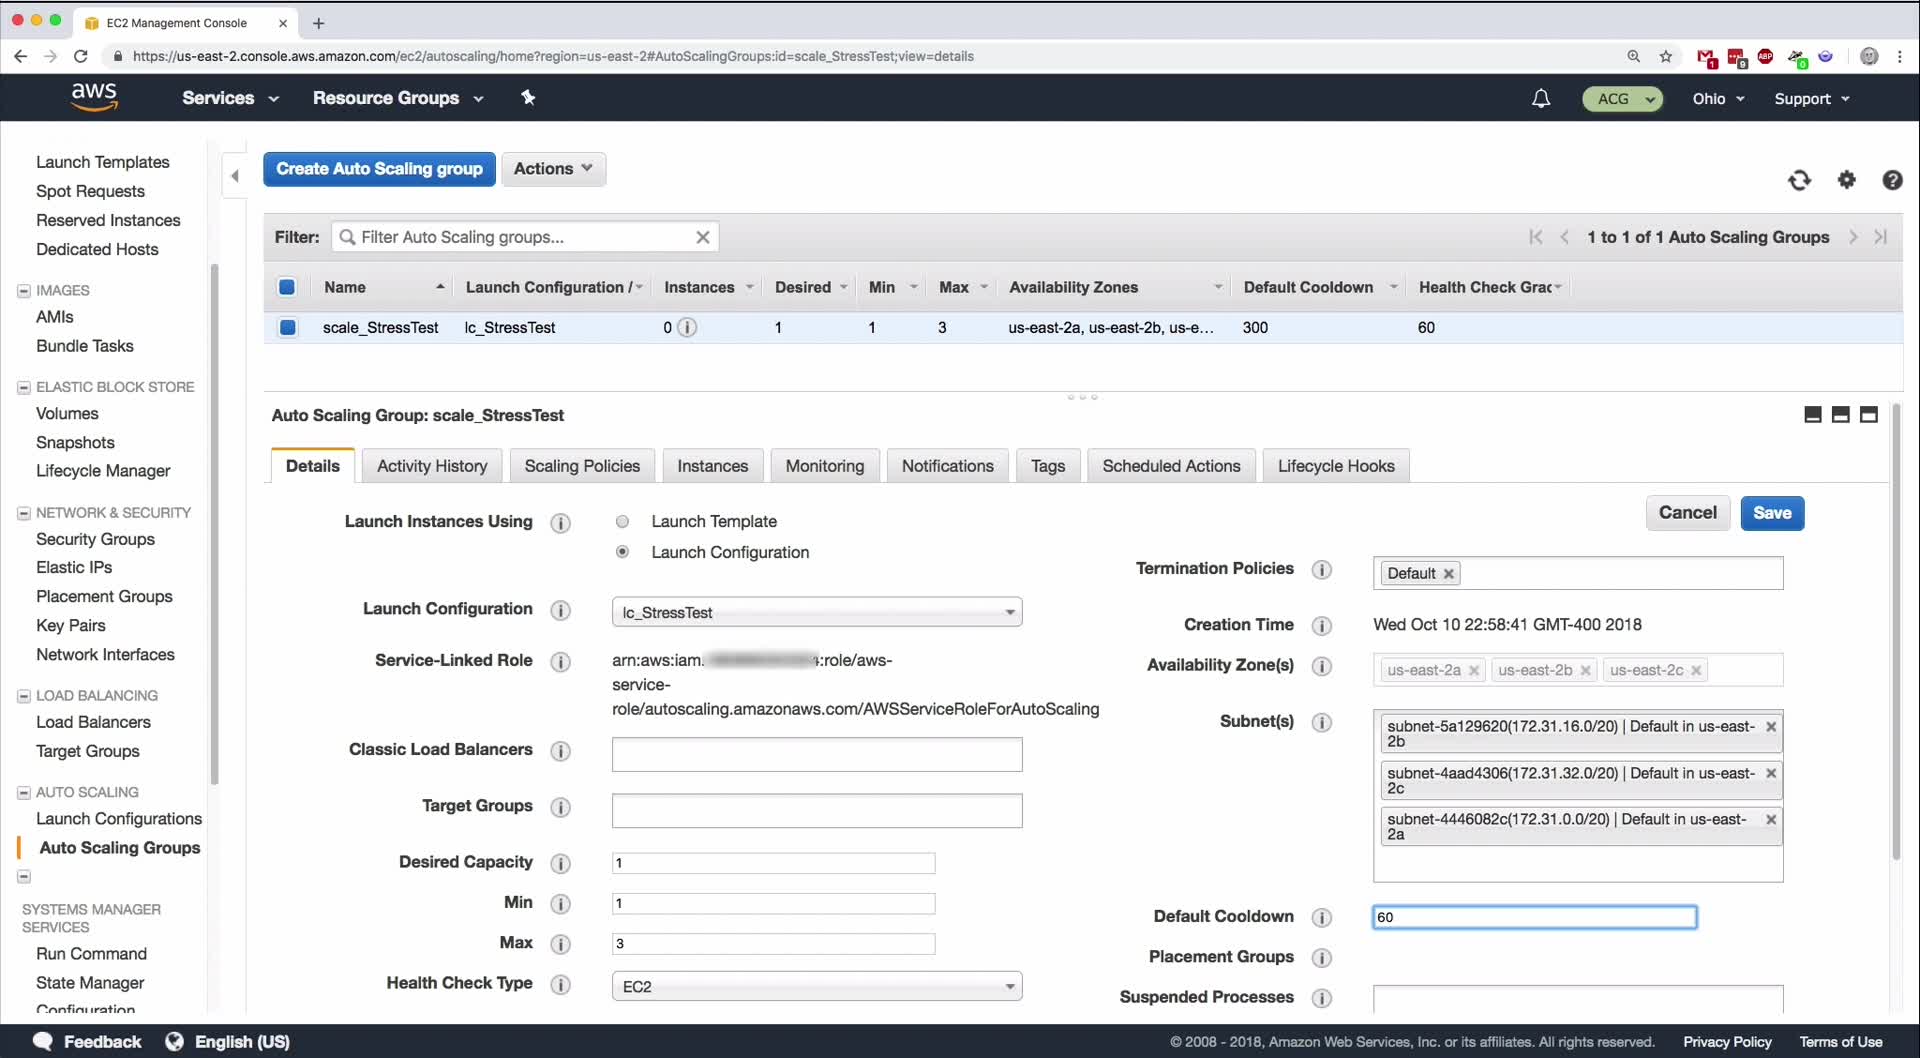 EC2 Management Console
https://us-east-2.console.aws.amazon.com/ec2/autoscaling/home?region=us-east-2#AutoScalingGroups:id=scale_StressTest;view=details
1
9
ABP
0
aws
Services
Resource Groups
ACG
Ohio
Support
Launch Templates
Spot Requests
Reserved Instances
Dedicated Hosts
IMAGES
AMIs
Bundle Tasks
ELASTIC BLOCK STORE
Volumes
Snapshots
Lifecycle Manager
NETWORK & SECURITY
Security Groups
Elastic IPs
Placement Groups
Key Pairs
Network Interfaces
LOAD BALANCING
Load Balancers
Target Groups
AUTO SCALING
Launch Configurations
Auto Scaling Groups
SYSTEMS MANAGER
SERVICES
Run Command
State Manager
Configuration
Create Auto Scaling group
Actions
Filter: Filter Auto Scaling groups...
1 to 1 of 1 Auto Scaling Groups
Name Launch Configuration / Instances Desired Min Max Availability Zones Default Cooldown Health Check Grac
scale_StressTest lc_StressTest 0 1 1 3 us-east-2a, us-east-2b, us-e... 300 60
Auto Scaling Group: scale_StressTest
Details Activity History Scaling Policies Instances Monitoring Notifications Tags Scheduled Actions Lifecycle Hooks
Cancel Save
Launch Instances Using Launch Template
Launch Configuration
Launch Configuration lc_StressTest
Service-Linked Role arn:aws:iam. :role/aws-
service-
role/autoscaling.amazonaws.com/AWSServiceRoleForAutoScaling
Classic Load Balancers
Target Groups
Desired Capacity 1
Min 1
Max 3
Health Check Type EC2
Termination Policies Default
Creation Time Wed Oct 10 22:58:41 GMT-400 2018
Availability Zone(s) us-east-2a us-east-2b us-east-2c
Subnet(s) subnet-5a129620(172.31.16.0/20) | Default in us-east-
2b
subnet-4aad4306(172.31.32.0/20) | Default in us-east-
2c
subnet-4446082c(172.31.0.0/20) | Default in us-east-
2a
Default Cooldown 60
Placement Groups
Suspended Processes
Feedback English (US)
© 2008 - 2018, Amazon Web Services, Inc. or its affiliates. All rights reserved. Privacy Policy Terms of Use